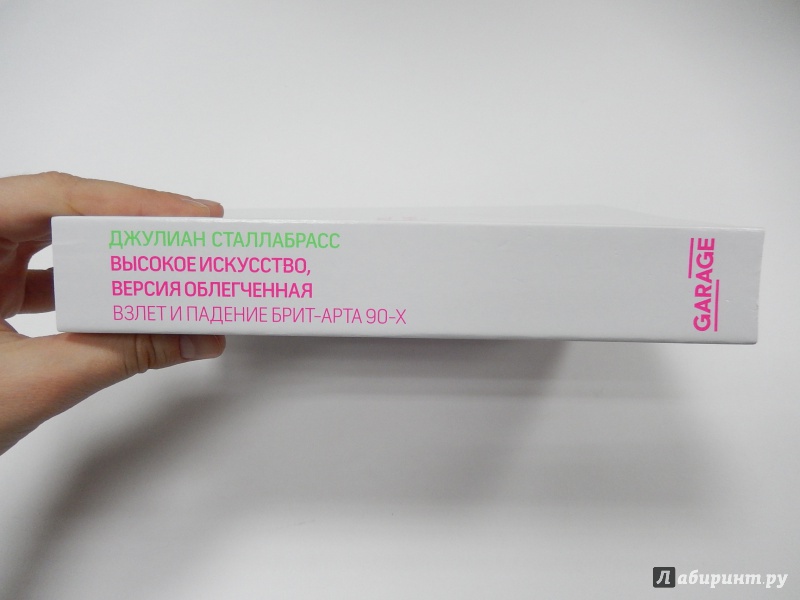 ДЖУЛИАН СТАЛЛАБРАСС
ВЫСОКОЕ ИСКУССТВО,
ВЕРСИЯ ОБЛЕГЧЕННАЯ
ВЗЛЕТ И ПАДЕНИЕ БРИТ-АРТА 90-Х
GARAGE
Лабиринт.ру